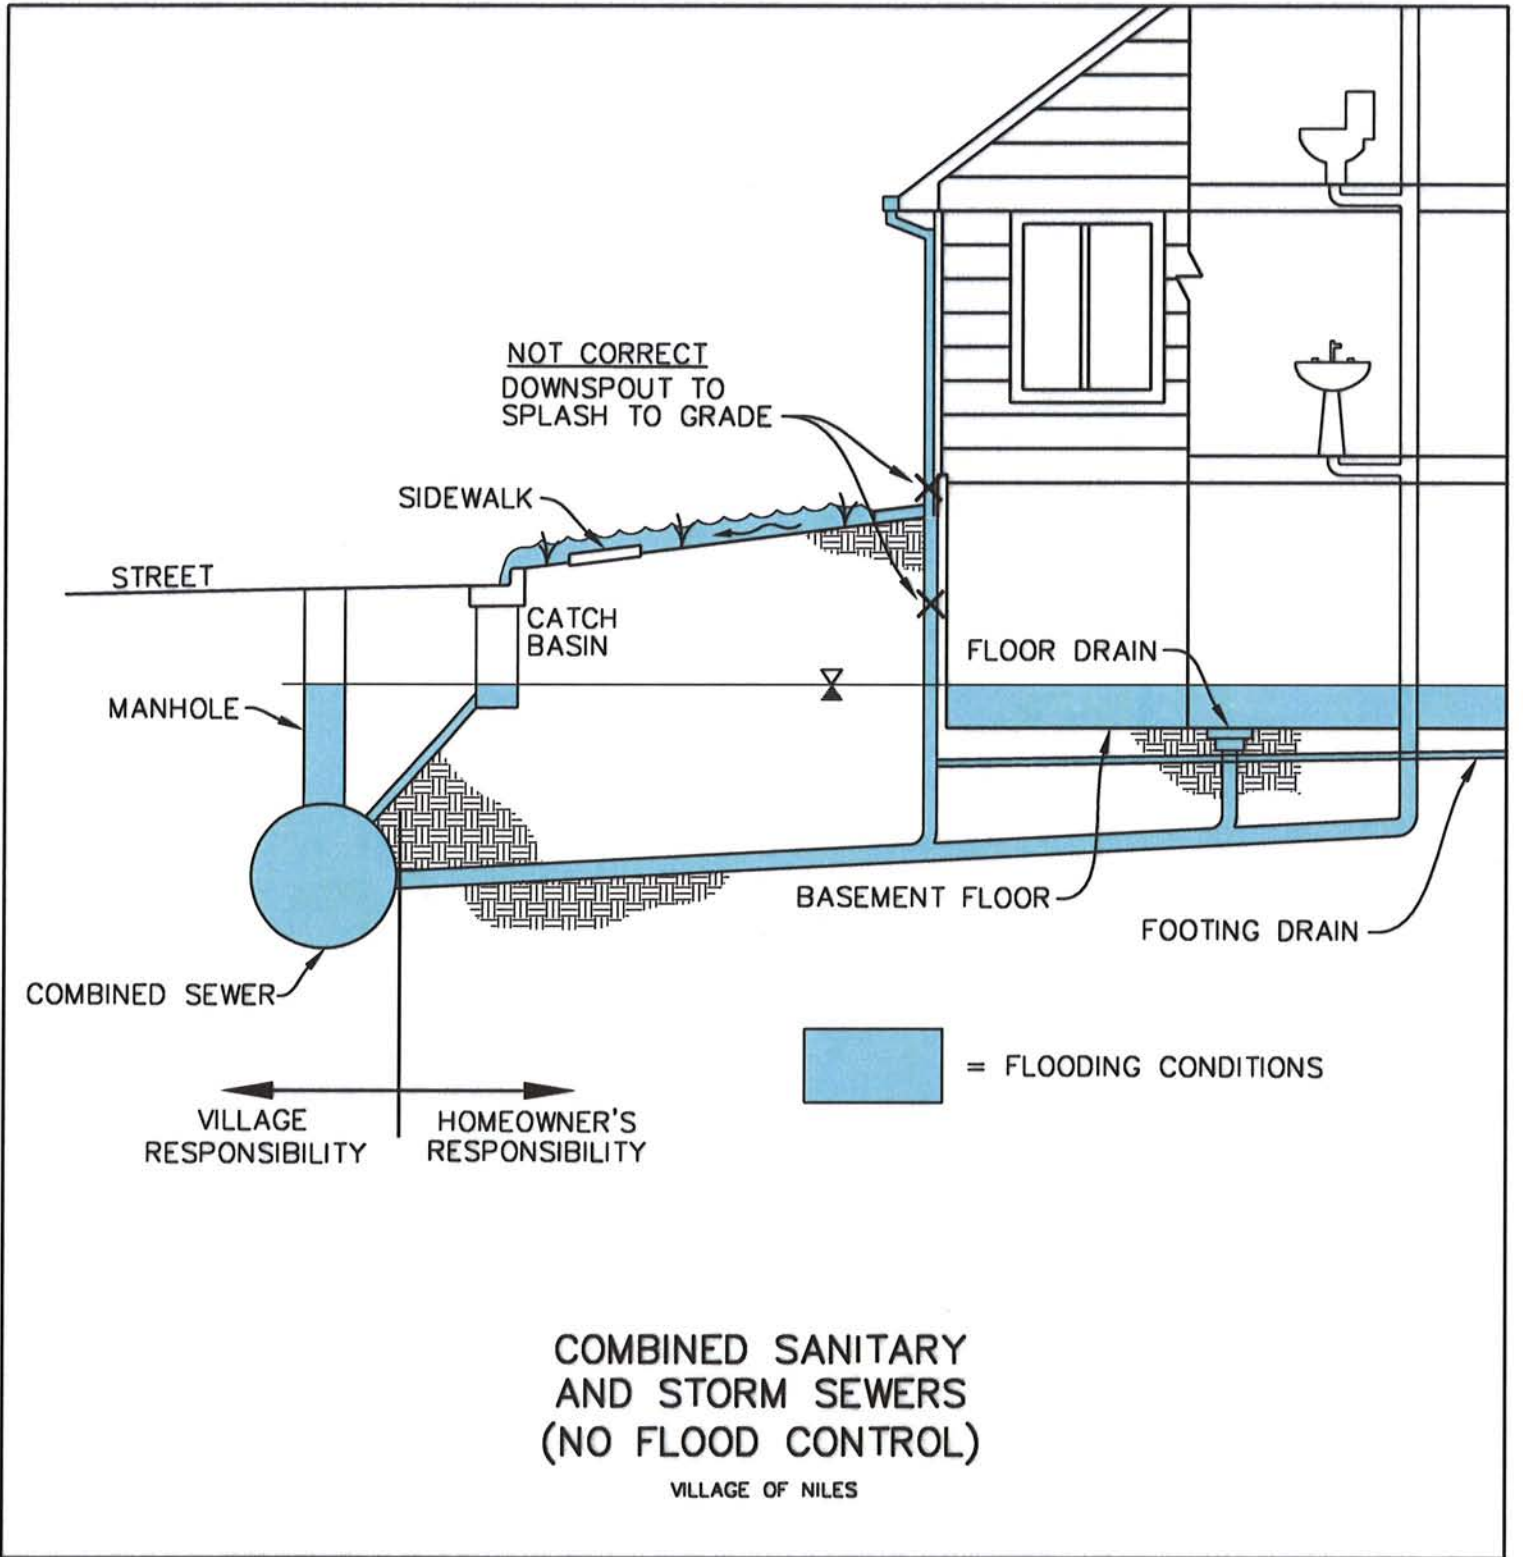 NOT CORRECT
DOWNSPOUT TO
SPLASH TO GRADE
SIDEWALK
STREET
CATCH
BASIN
FLOOR DRAIN
MANHOLE
BASEMENT FLOOR
FOOTING DRAIN
COMBINED SEWER
= FLOODING CONDITIONS
VILLAGE
RESPONSIBILITY
HOMEOWNER'S
RESPONSIBILITY
COMBINED SANITARY
AND STORM SEWERS
(NO FLOOD CONTROL)
VILLAGE OF NILES